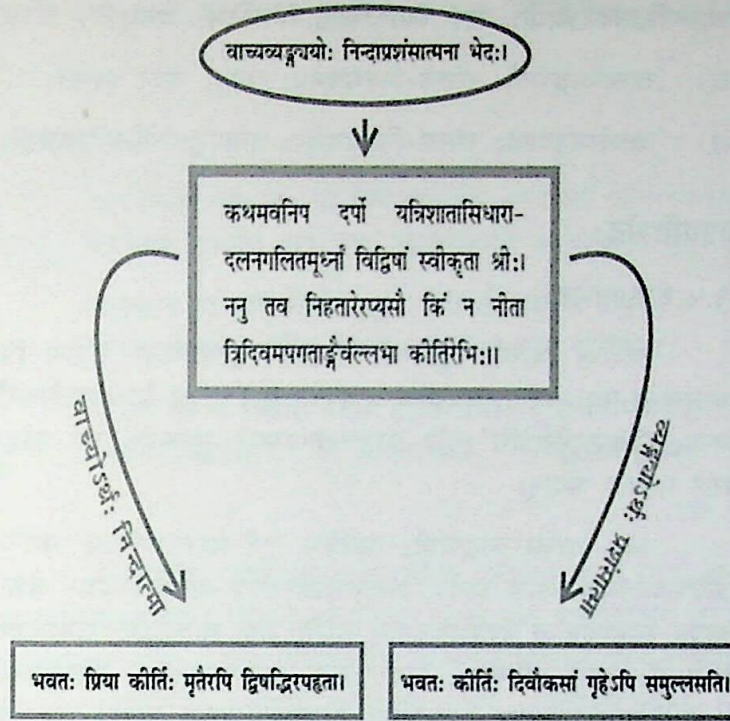 वाच्यव्यङ्ग्ययोः निन्दाप्रशंसात्मना भेदः।
कथमवनिप दर्पो यन्निशातासिधारा-
दलनगलितमूर्ध्नां विद्विषां स्वीकृता श्रीः।
ननु तव निहतारेरप्यसौ किं न नीता
त्रिदिवमपगताङ्गैर्वल्लभा कीर्तिरेभिः॥
वाच्योऽर्थः निन्दात्मा
व्यङ्ग्योऽर्थः प्रशंसात्मा
भवतः प्रिया कीर्तिः मृतैरपि द्विषद्भिरपहृता।
भवतः कीर्तिः दिवौकसां गृहेऽपि समुल्लसति।